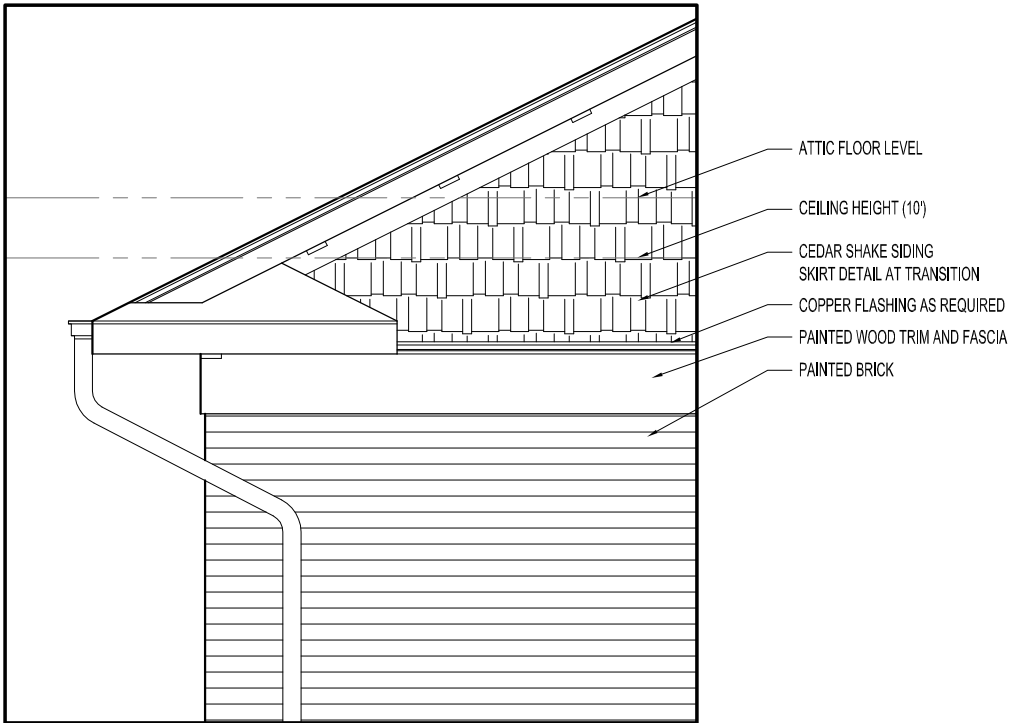 ATTIC FLOOR LEVEL
CEILING HEIGHT (10')
CEDAR SHAKE SIDING
SKIRT DETAIL AT TRANSITION
COPPER FLASHING AS REQUIRED
PAINTED WOOD TRIM AND FASCIA
PAINTED BRICK